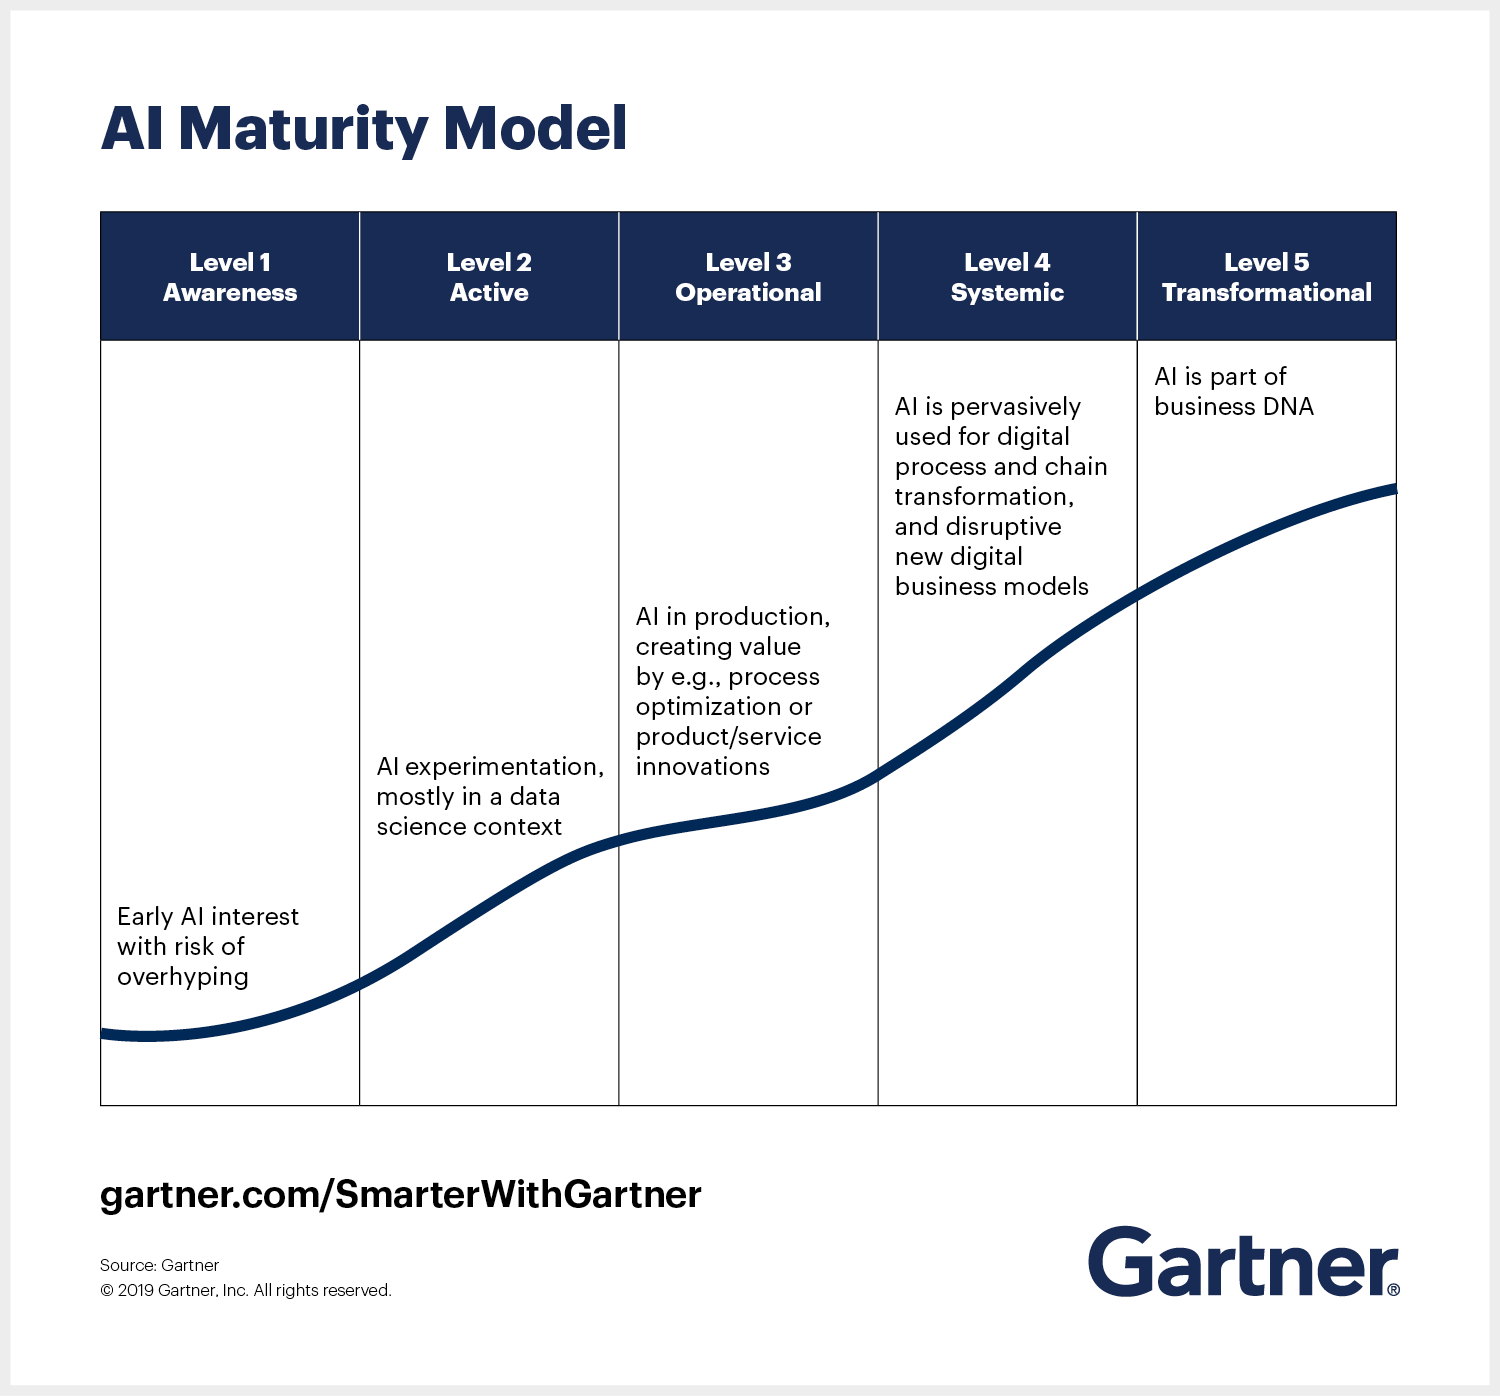 AI Maturity Model
Level 1
Awareness
Level 2
Active
Level 3
Operational
Level 4
Systemic
Level 5
Transformational
Early AI interest
with risk of
overhyping
AI experimentation,
mostly in a data
science context
AI in production,
creating value
by e.g., process
optimization or
product/service
innovations
AI is pervasively
used for digital
process and chain
transformation,
and disruptive
new digital
business models
AI is part of
business DNA
gartner.com/SmarterWithGartner
Source: Gartner
© 2019 Gartner, Inc. All rights reserved.
Gartner®